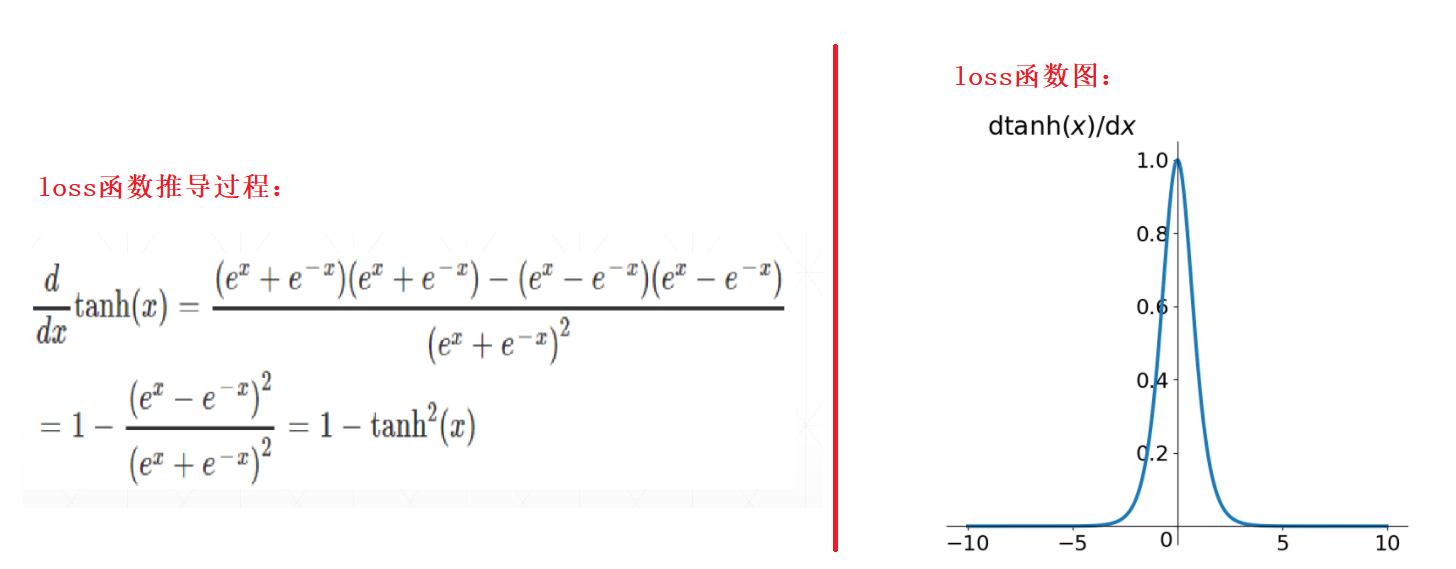 loss函数推导过程：
\frac{d}{dx}\tanh(x) = \frac{(e^x + e^{-x})(e^x + e^{-x}) - (e^x - e^{-x})(e^x - e^{-x})}{(e^x + e^{-x})^2}
= 1 - \frac{(e^x - e^{-x})^2}{(e^x + e^{-x})^2} = 1 - \tanh^2(x)
loss函数图：
dtanh(x)/dx
1.0
0.8
0.6
0.4
0.2
−10 −5 0 5 10